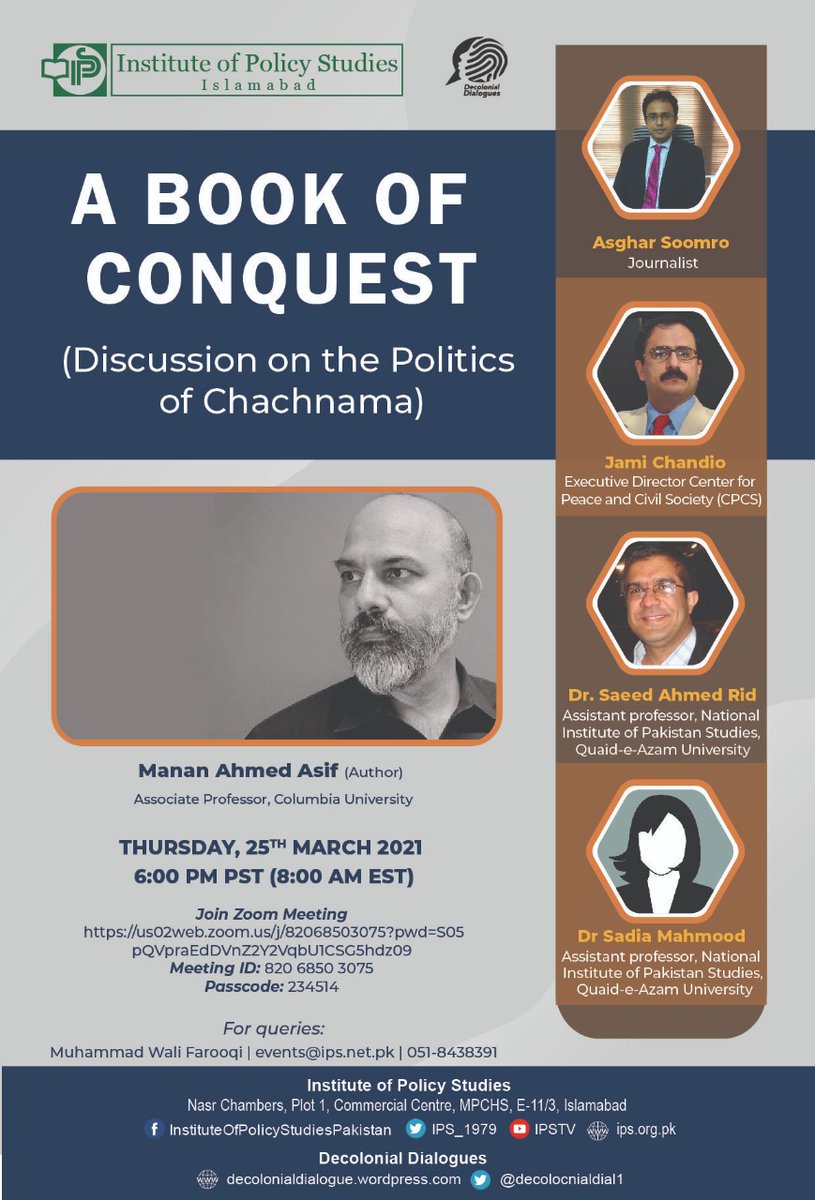 IPS
Institute of Policy Studies
Islamabad
Decolonial
Dialogues
A BOOK OF
CONQUEST
(Discussion on the Politics
of Chachnama)
Manan Ahmed Asif (Author)
Associate Professor, Columbia University
THURSDAY, 25TH MARCH 2021
6:00 PM PST (8:00 AM EST)
Join Zoom Meeting
https://us02web.zoom.us/j/82068503075?pwd=S05
pQVpraEdDVnZ2Y2VqbU1CSG5hdz09
Meeting ID: 820 6850 3075
Passcode: 234514
For queries:
Muhammad Wali Farooqi | events@ips.net.pk | 051-8438391
Asghar Soomro
Journalist
Jami Chandio
Executive Director Center for
Peace and Civil Society (CPCS)
Dr. Saeed Ahmed Rid
Assistant professor, National
Institute of Pakistan Studies,
Quaid-e-Azam University
Dr Sadia Mahmood
Assistant professor, National
Institute of Pakistan Studies,
Quaid-e-Azam University
Institute of Policy Studies
Nasr Chambers, Plot 1, Commercial Centre, MPCHS, E-11/3, Islamabad
InstituteOfPolicyStudiesPakistan IPS_1979 IPSTV ips.org.pk
Decolonial Dialogues
decolonialdialogue.wordpress.com @decolocnialdial1